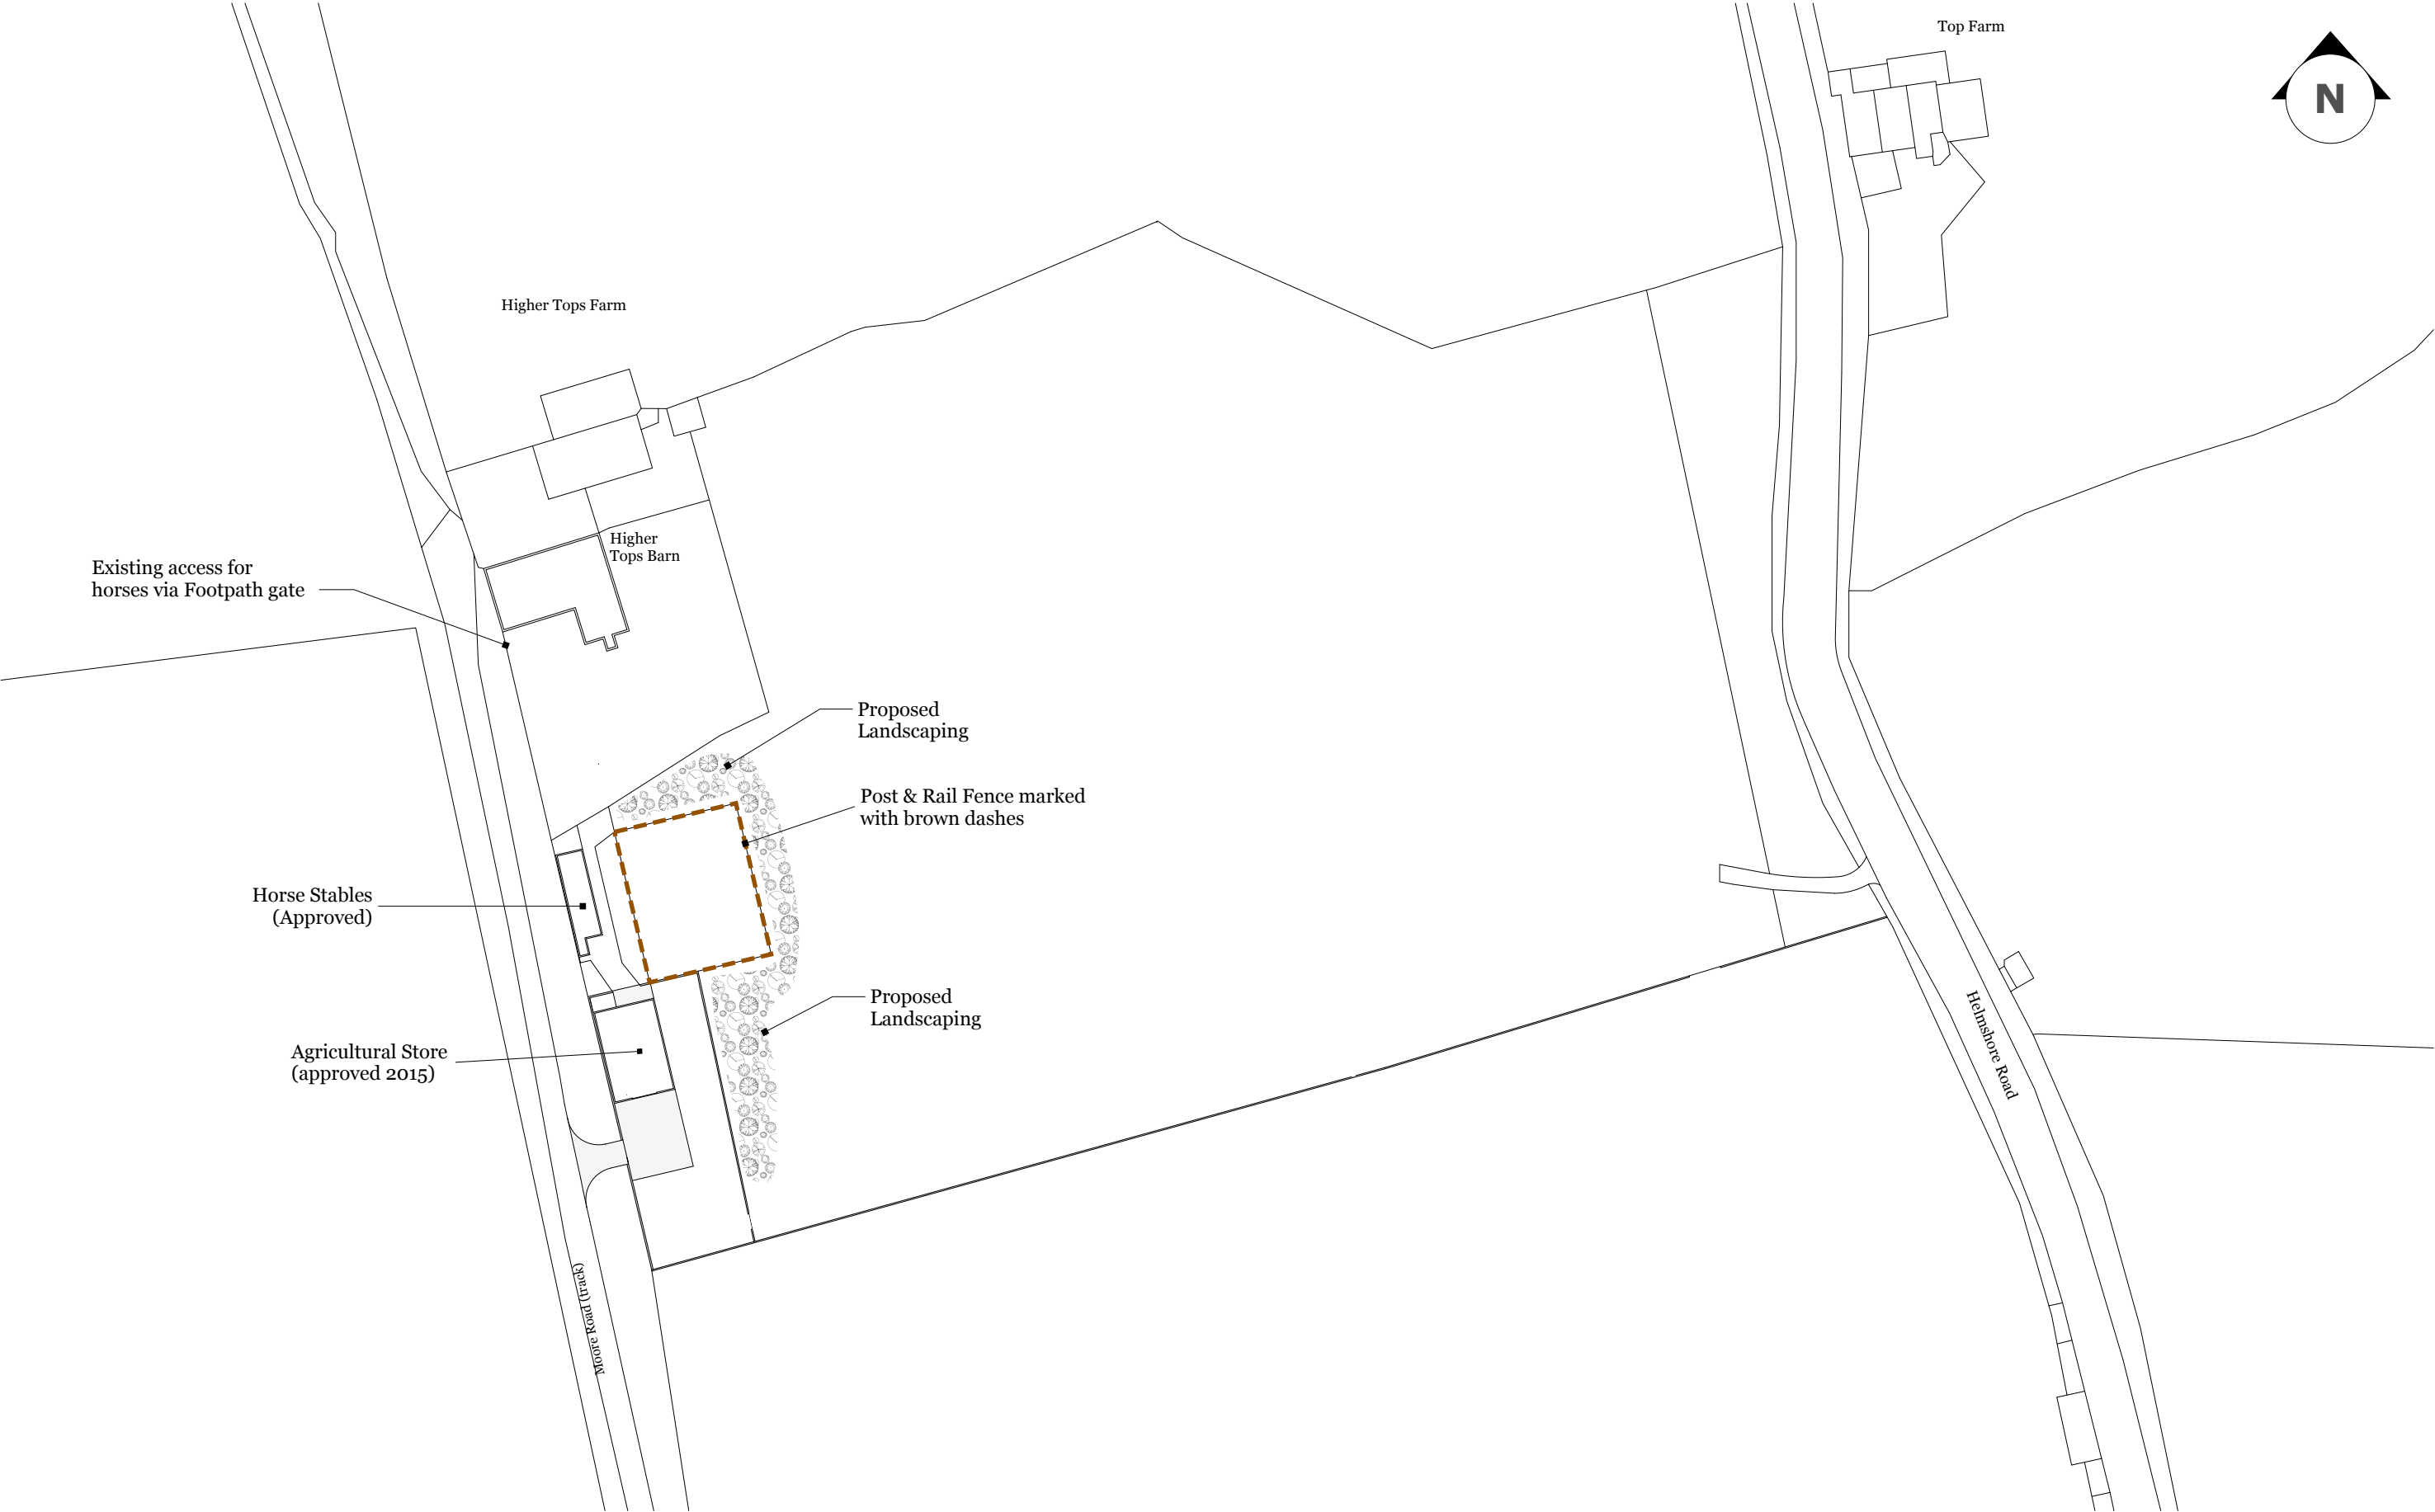 Top Farm
N
Higher Tops Farm
Higher
Tops Barn
Existing access for
horses via Footpath gate
Proposed
Landscaping
Post & Rail Fence marked
with brown dashes
Horse Stables
(Approved)
Proposed
Landscaping
Agricultural Store
(approved 2015)
Helmshore Road
Moore Road (track)